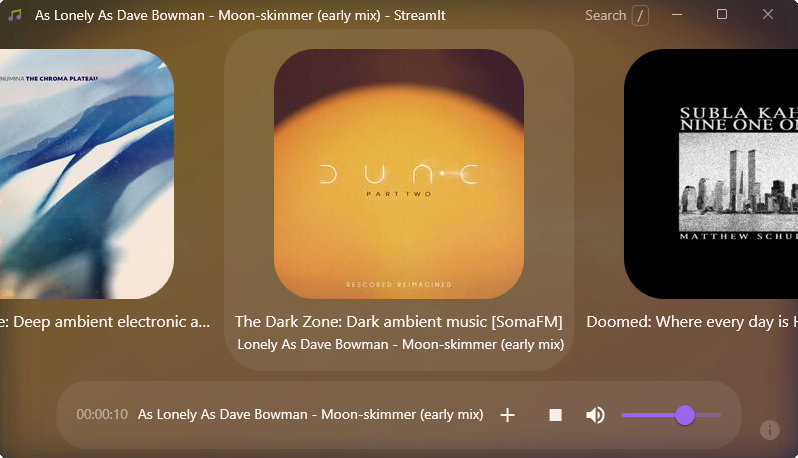 As Lonely As Dave Bowman - Moon-skimmer (early mix) - StreamIt
Search /
NUMINA THE CHROMA PLATEAU
DUNE
PART TWO
RESCORED REIMAGINED
SUBLA KAH
NINE ONE O
MATTHEW SCHU
e: Deep ambient electronic a...
The Dark Zone: Dark ambient music [SomaFM]
Lonely As Dave Bowman - Moon-skimmer (early mix)
Doomed: Where every day is H
00:00:10 As Lonely As Dave Bowman - Moon-skimmer (early mix)